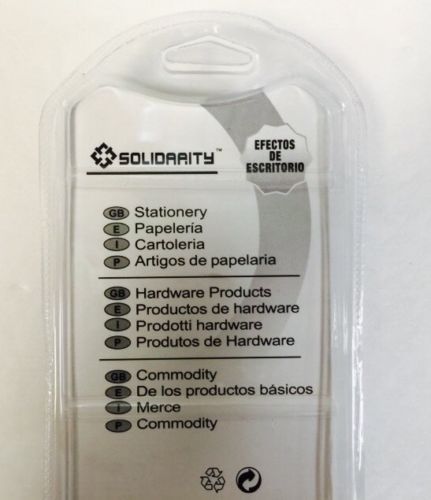 SOLIDARITY™
EFECTOS
DE
ESCRITORIO
GB Stationery
E Papelería
I Cartoleria
P Artigos de papelaria
GB Hardware Products
E Productos de hardware
I Prodotti hardware
P Produtos de Hardware
GB Commodity
E De los productos básicos
I Merce
P Commodity